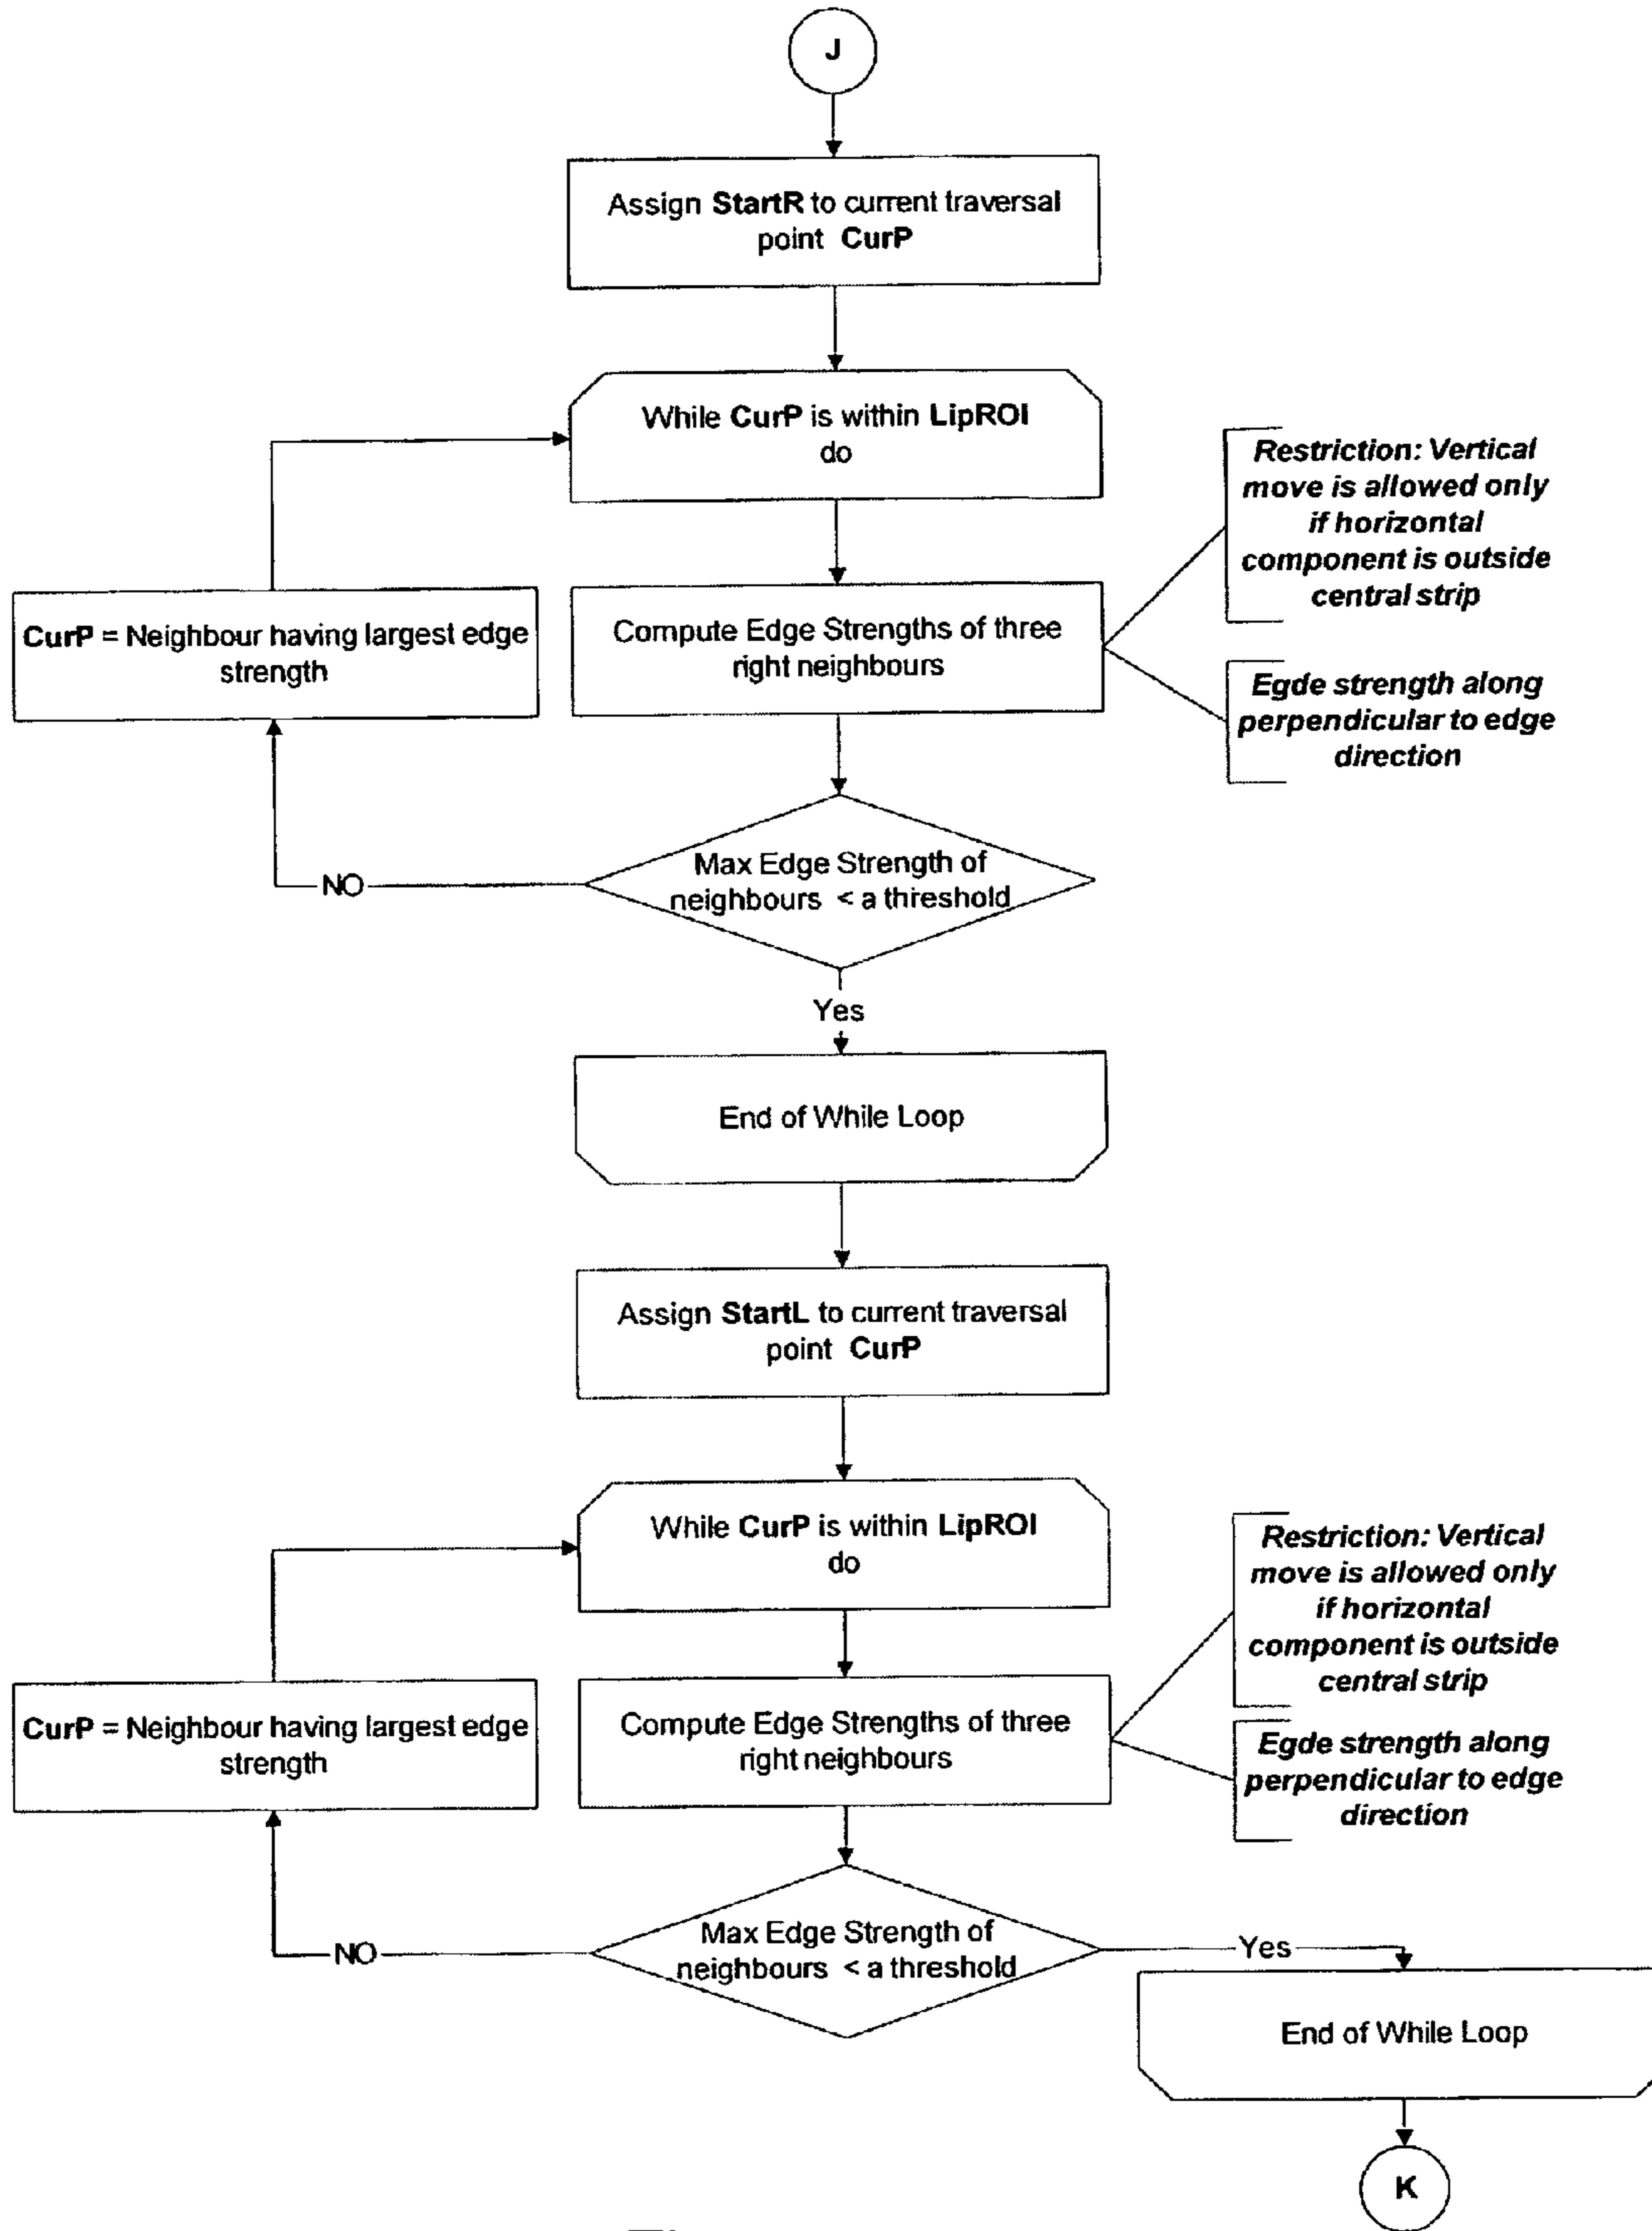 J
Assign StartR to current traversal
point CurP
While CurP is within LipROI
do
Restriction: Vertical
move is allowed only
if horizontal
component is outside
central strip
CurP = Neighbour having largest edge
strength
Compute Edge Strengths of three
right neighbours
Egde strength along
perpendicular to edge
direction
Max Edge Strength of
neighbours < a threshold
NO
Yes
End of While Loop
Assign StartL to current traversal
point CurP
While CurP is within LipROI
do
Restriction: Vertical
move is allowed only
if horizontal
component is outside
central strip
CurP = Neighbour having largest edge
strength
Compute Edge Strengths of three
right neighbours
Egde strength along
perpendicular to edge
direction
Max Edge Strength of
neighbours < a threshold
NO
Yes
End of While Loop
K